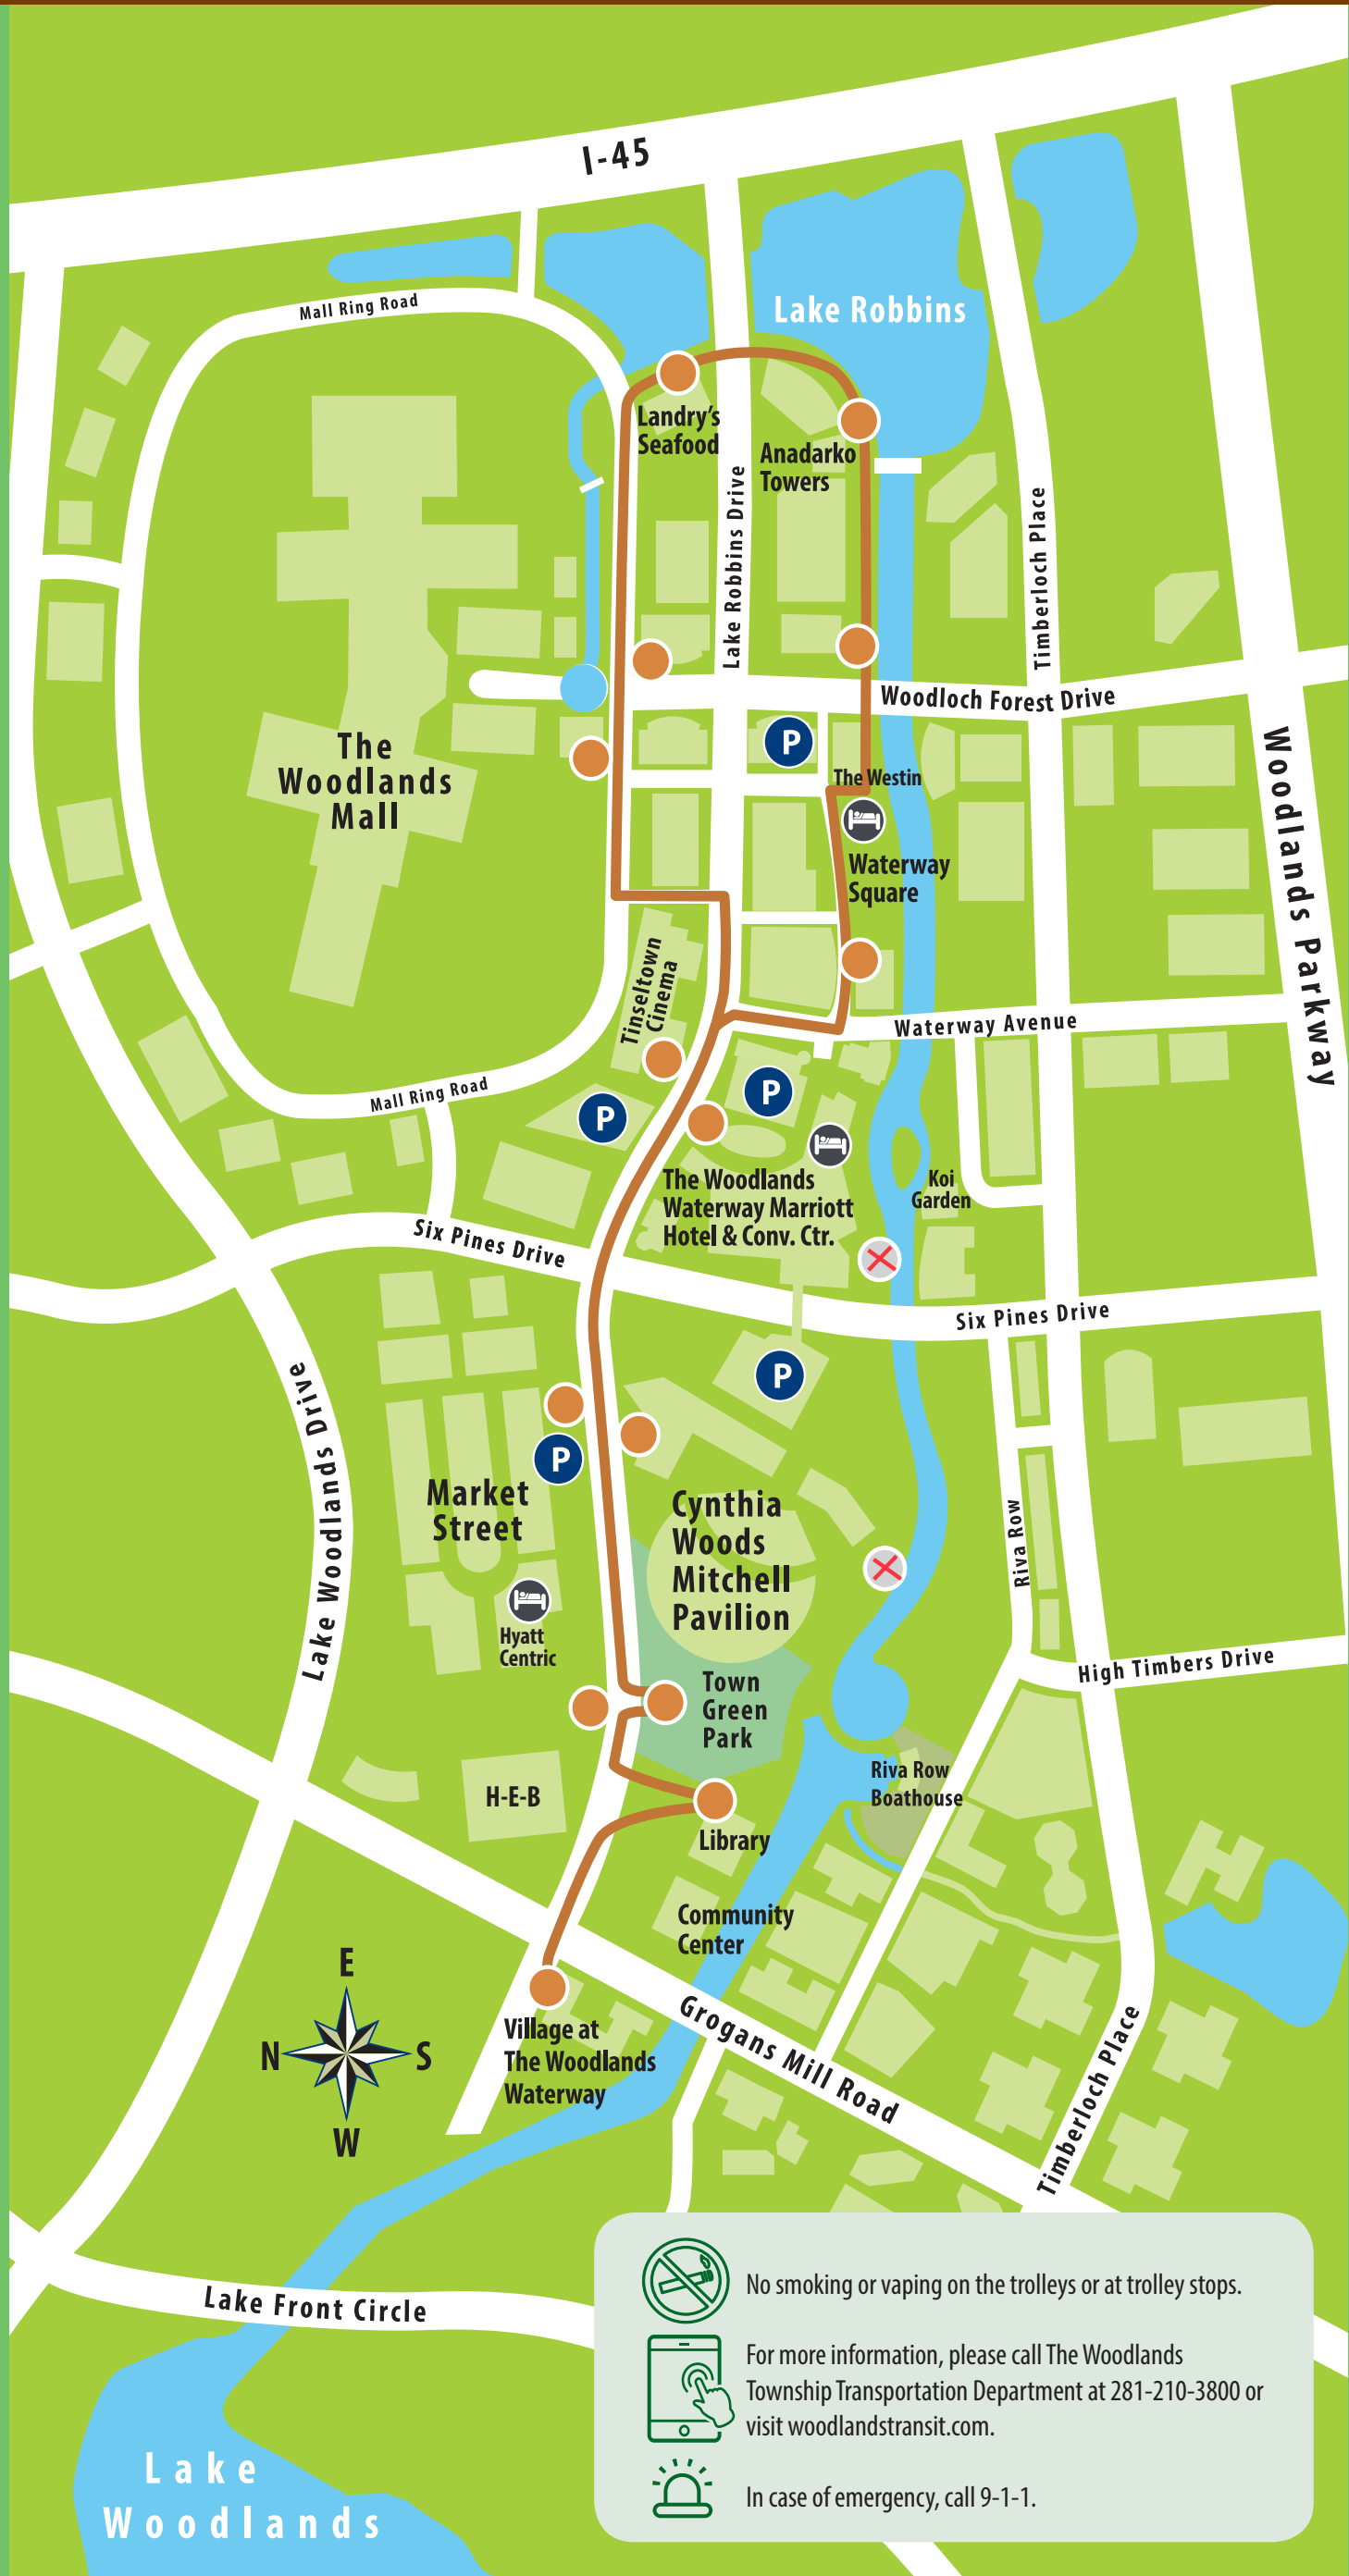 I-45
Mall Ring Road
Lake Robbins
Landry's
Seafood
Anadarko
Towers
Lake Robbins Drive
Timberloch Place
Woodloch Forest Drive
P
The
Woodlands
Mall
The Westin
Woodlands Parkway
Waterway
Square
Tinseltown
Cinema
Waterway Avenue
Mall Ring Road
P
P
The Woodlands
Waterway Marriott
Hotel & Conv. Ctr.
Koi
Garden
Six Pines Drive
Six Pines Drive
P
Lake Woodlands Drive
P
Market
Street
Cynthia
Woods
Mitchell
Pavilion
Riva Row
Hyatt
Centric
High Timbers Drive
Town
Green
Park
Riva Row
Boathouse
H-E-B
Library
Community
Center
E
N
S
W
Village at
The Woodlands
Waterway
Grogans Mill Road
Timberloch Place
Lake Front Circle
No smoking or vaping on the trolleys or at trolley stops.
For more information, please call The Woodlands
Township Transportation Department at 281-210-3800 or
visit woodlandstransit.com.
In case of emergency, call 9-1-1.
Lake
Woodlands